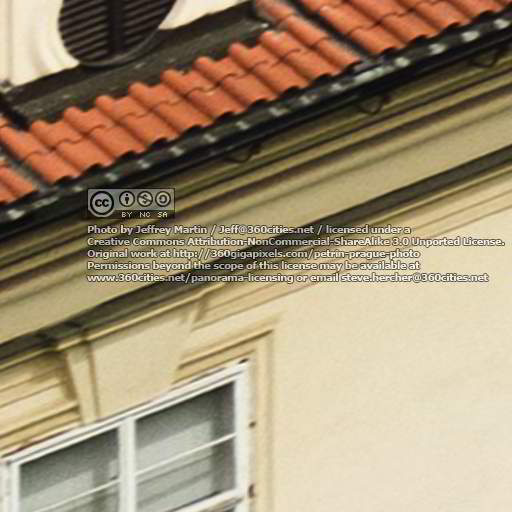 cc
BY NC SA
Photo by Jeffrey Martin / Jeff@360cities.net / licensed under a
Creative Commons Attribution-NonCommercial-ShareAlike 3.0 Unported License.
Original work at http://360gigapixels.com/petrin-prague-photo
Permissions beyond the scope of this license may be available at
www.360cities.net/panorama-licensing or email steve.hercher@360cities.net